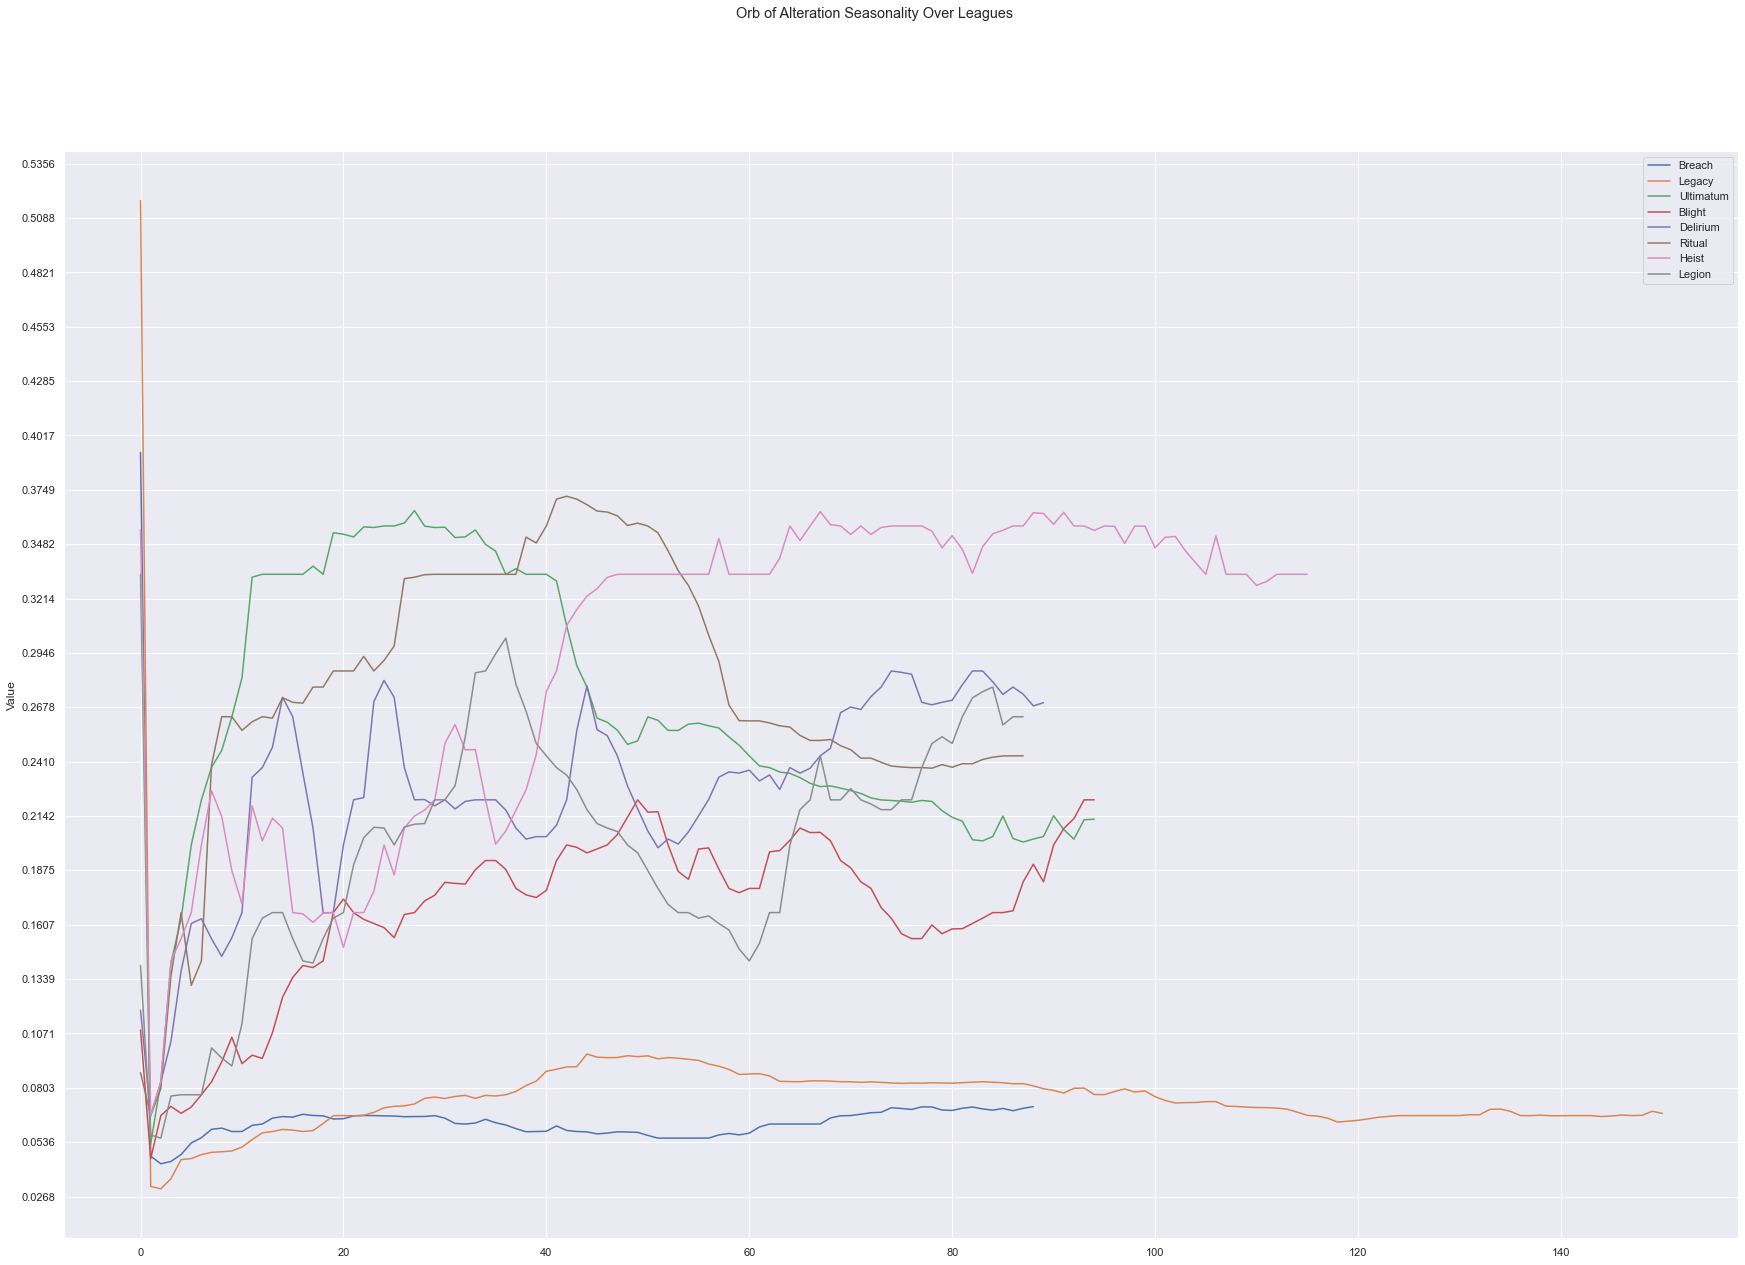 Orb of Alteration Seasonality Over Leagues
0.5356
0.5088
0.4821
0.4553
0.4285
0.4017
0.3749
0.3482
0.3214
0.2946
0.2678
0.2410
0.2142
0.1875
0.1607
0.1339
0.1071
0.0803
0.0536
0.0268
Value
Breach
Legacy
Ultimatum
Blight
Delirium
Ritual
Heist
Legion
0 20 40 60 80 100 120 140